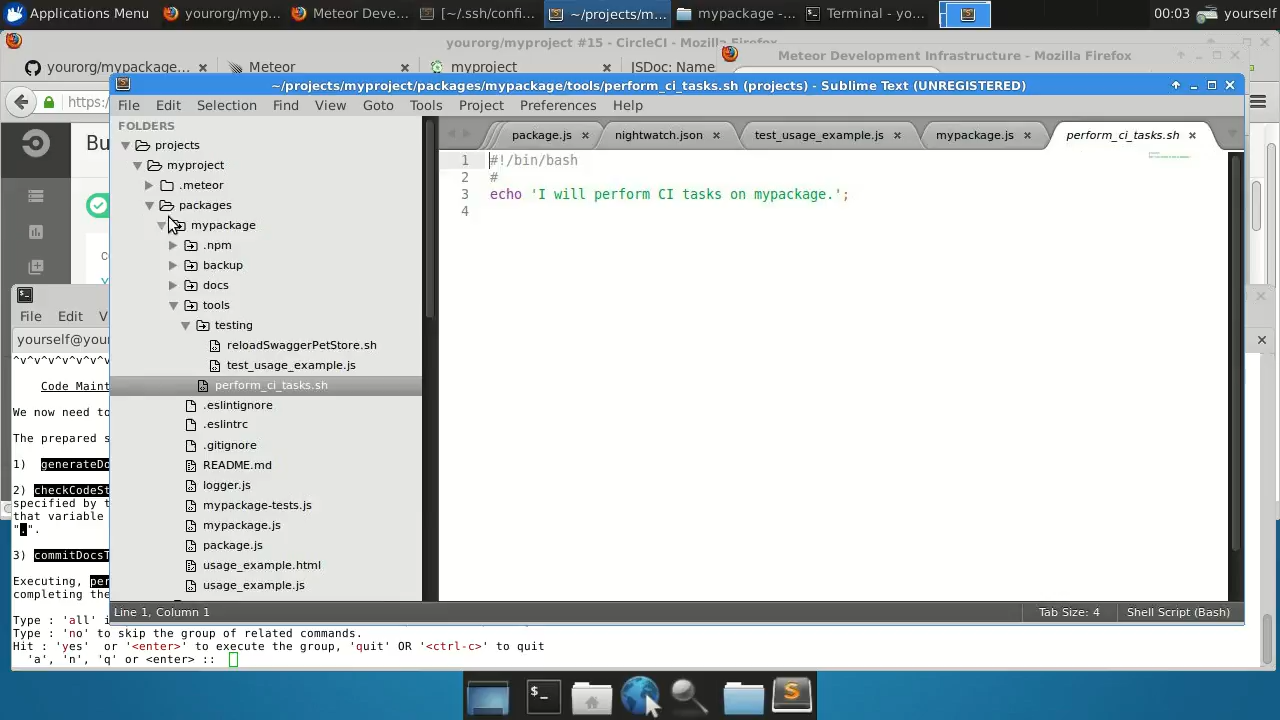 Applications Menu
yourorg/myp...
Meteor Deve...
[~/.ssh/confi...
~/projects/m...
mypackage -...
Terminal - yo...
00:03
yourself
yourorg/myproject #15 - CircleCI - Mozilla Firefox
Meteor Development Infrastructure - Mozilla Firefox
yourorg/mypackage...
Meteor
myproject
JSDoc: Name
https:/
Bu
~/projects/myproject/packages/mypackage/tools/perform_ci_tasks.sh (projects) - Sublime Text (UNREGISTERED)
File Edit Selection Find View Goto Tools Project Preferences Help
FOLDERS
projects
myproject
.meteor
packages
mypackage
.npm
backup
docs
tools
testing
reloadSwaggerPetStore.sh
test_usage_example.js
perform_ci_tasks.sh
.eslintignore
.eslintrc
.gitignore
README.md
logger.js
mypackage-tests.js
mypackage.js
package.js
usage_example.html
usage_example.js
package.js
nightwatch.json
test_usage_example.js
mypackage.js
perform_ci_tasks.sh
1 #!/bin/bash
2 #
3 echo 'I will perform CI tasks on mypackage.';
4
Line 1, Column 1
Tab Size: 4
Shell Script (Bash)
File Edit V
yourself@you
^v^v^v^v^v^v^v
Code Maint
We now need to
The prepared s
1) generateDo
2) checkCodeSt
specified by t
that variable
".".
3) commitDocsT
Executing, per
completing the
Type : 'all' i
Type : 'no' to skip the group of related commands.
Hit : 'yes' or '<enter>' to execute the group, 'quit' OR '<ctrl-c>' to quit
'a', 'n', 'q' or <enter> ::